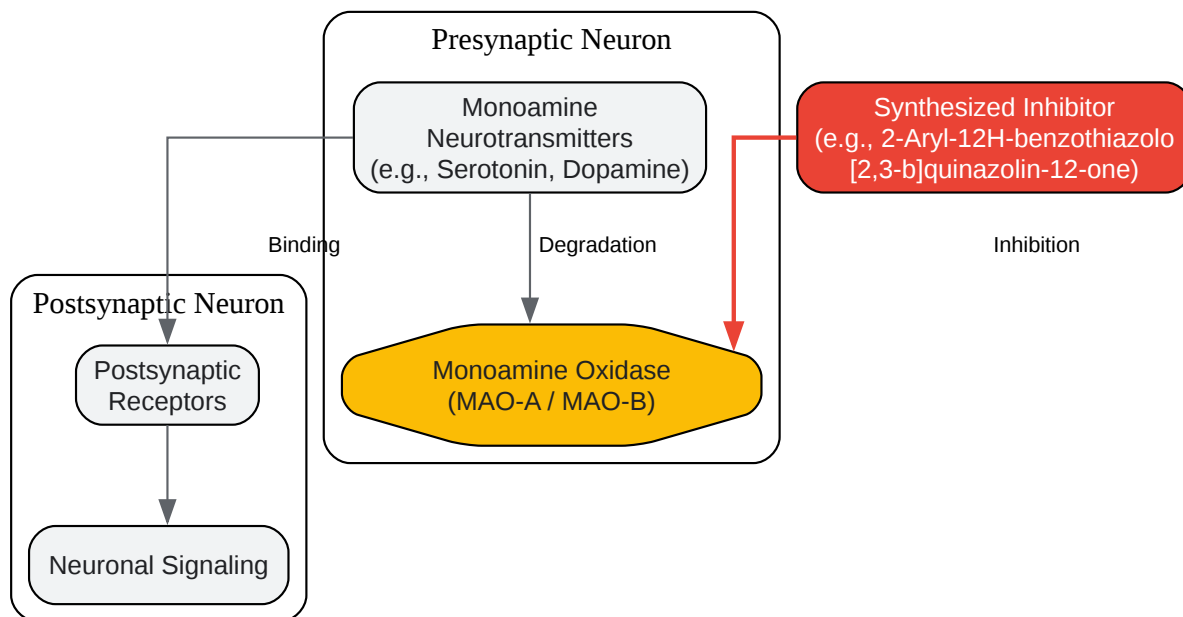 Presynaptic Neuron
Monoamine
Neurotransmitters
(e.g., Serotonin, Dopamine)
Synthesized Inhibitor
(e.g., 2-Aryl-12H-benzothiazolo
[2,3-b]quinazolin-12-one)
Binding
Degradation
Inhibition
Postsynaptic Neuron
Postsynaptic
Receptors
Monoamine Oxidase
(MAO-A / MAO-B)
Neuronal Signaling